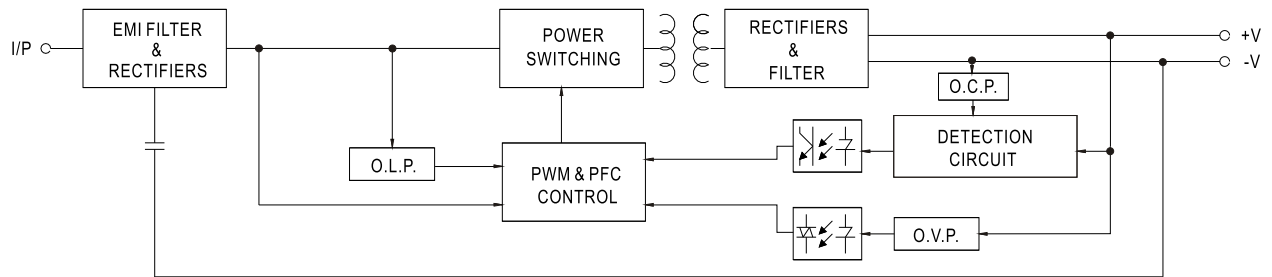 I/P
EMI FILTER
&
RECTIFIERS
POWER
SWITCHING
RECTIFIERS
&
FILTER
+V
-V
O.C.P.
DETECTION
CIRCUIT
O.L.P.
PWM & PFC
CONTROL
O.V.P.